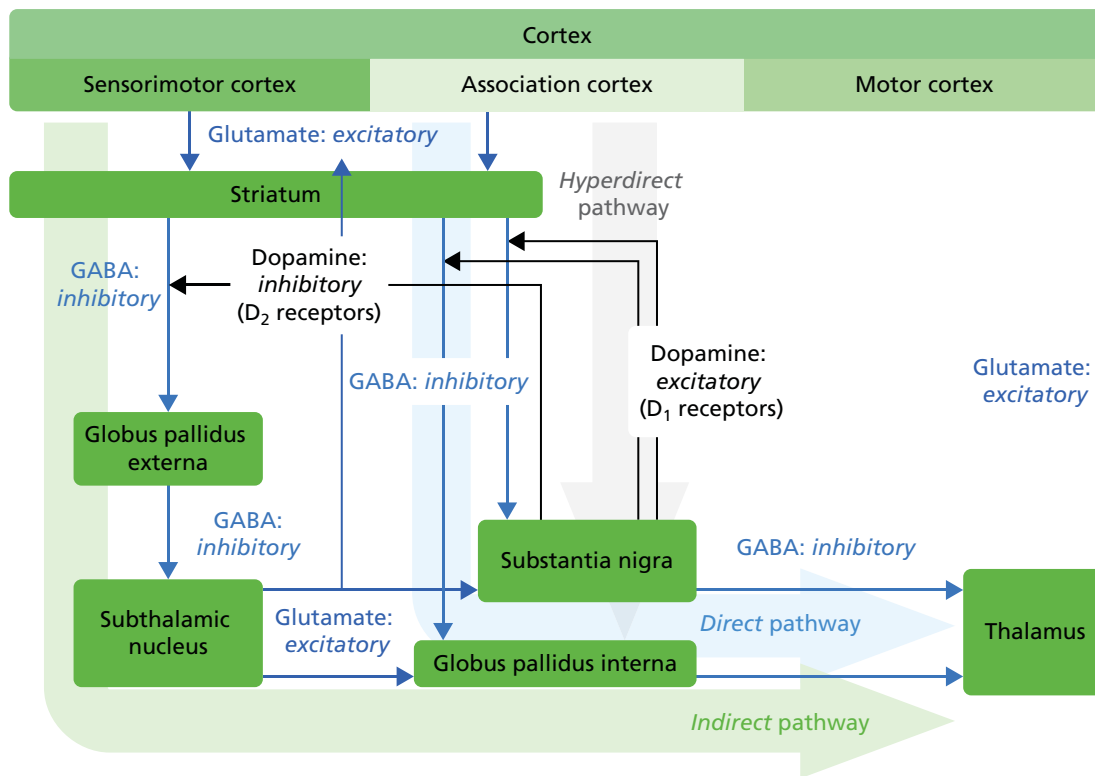 Cortex
Sensorimotor cortex
Association cortex
Motor cortex
Glutamate: excitatory
Striatum
Hyperdirect
pathway
GABA:
inhibitory
Dopamine:
inhibitory
(D₂ receptors)
GABA: inhibitory
Dopamine:
excitatory
(D₁ receptors)
Glutamate:
excitatory
Globus pallidus
externa
GABA:
inhibitory
Substantia nigra
GABA: inhibitory
Subthalamic
nucleus
Glutamate:
excitatory
Direct pathway
Thalamus
Globus pallidus interna
Indirect pathway